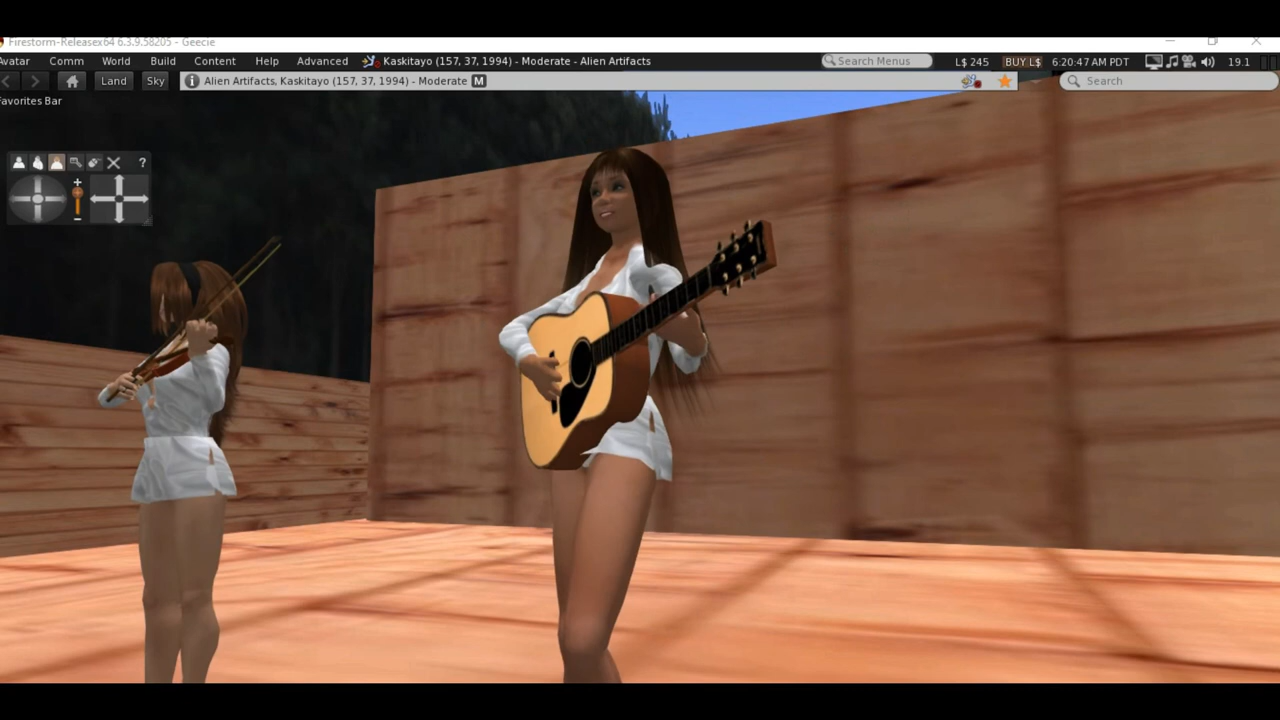 Firestorm-Releasex64 6.3.9.58205 - Geecie
Avatar Comm World Build Content Help Advanced Kaskitayo (157, 37, 1994) - Moderate - Alien Artifacts Search Menus L$ 245 BUY L$ 6:20:47 AM PDT 19.1
Land Sky Alien Artifacts, Kaskitayo (157, 37, 1994) - Moderate M Search
Favorites Bar
?